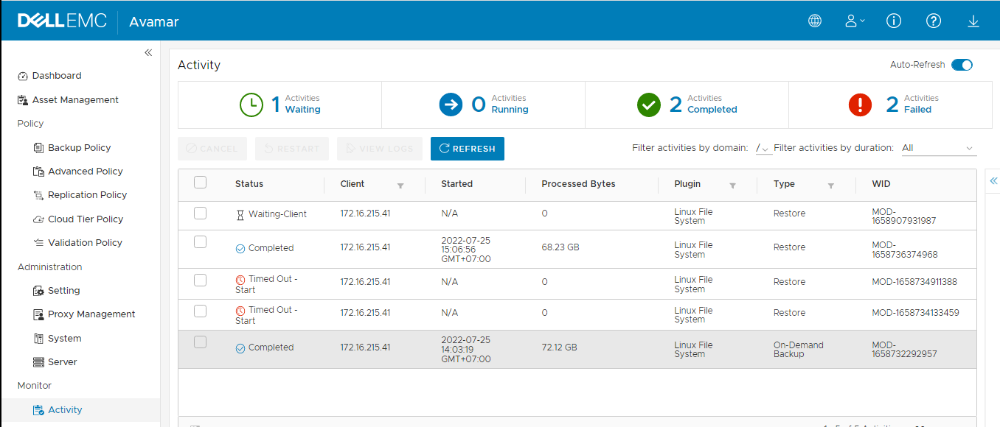 DELLEMC Avamar
Dashboard
Asset Management
Policy
Backup Policy
Advanced Policy
Replication Policy
Cloud Tier Policy
Validation Policy
Administration
Setting
Proxy Management
System
Server
Monitor
Activity
Activity
Auto-Refresh
1 Activities
Waiting
0 Activities
Running
2 Activities
Completed
2 Activities
Failed
CANCEL RESTART VIEW LOGS REFRESH Filter activities by domain: / Filter activities by duration: All
Status Client Started Processed Bytes Plugin Type WID
Waiting-Client 172.16.215.41 N/A 0 Linux File Restore MOD-
System 1658907931987
2022-07-25
Completed 172.16.215.41 15:06:56 68.23 GB Linux File Restore MOD-
GMT+07:00 System 1658736374968
Timed Out - 172.16.215.41 N/A 0 Linux File Restore MOD-1658734911388
Start System
Timed Out - 172.16.215.41 N/A 0 Linux File Restore MOD-1658734133459
Start System
2022-07-25
Completed 172.16.215.41 14:03:19 72.12 GB Linux File On-Demand MOD-
GMT+07:00 System Backup 1658732292957